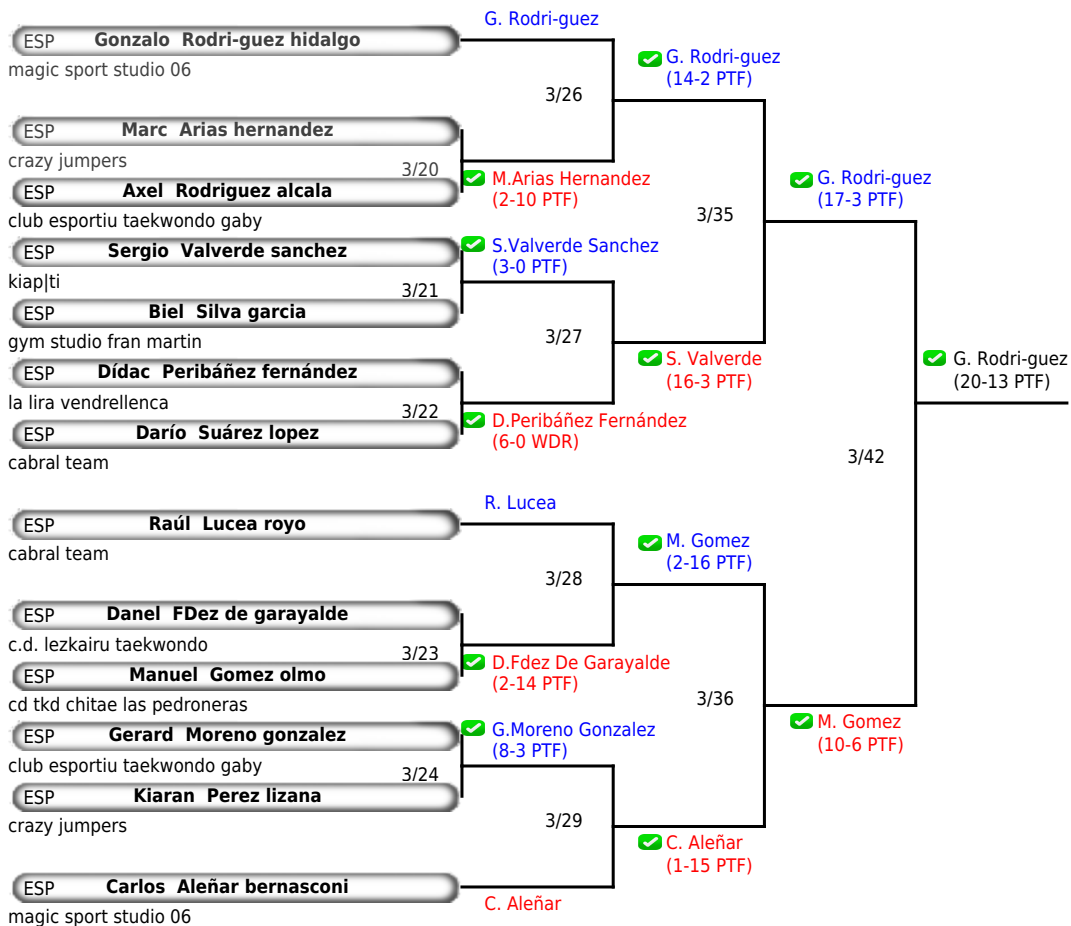 G. Rodri-guez
ESP Gonzalo Rodri-guez hidalgo
magic sport studio 06
G. Rodri-guez
(14-2 PTF)
3/26
ESP Marc Arias hernandez
crazy jumpers
3/20
M.Arias Hernandez
(2-10 PTF)
G. Rodri-guez
(17-3 PTF)
ESP Axel Rodriguez alcala
club esportiu taekwondo gaby
3/35
ESP Sergio Valverde sanchez
S.Valverde Sanchez
(3-0 PTF)
kiap|ti
3/21
ESP Biel Silva garcia
gym studio fran martin
3/27
S. Valverde
(16-3 PTF)
G. Rodri-guez
(20-13 PTF)
ESP Dídac Peribáñez fernández
la lira vendrellenca
3/22
D.Peribáñez Fernández
(6-0 WDR)
ESP Darío Suárez lopez
cabral team
3/42
R. Lucea
ESP Raúl Lucea royo
cabral team
M. Gomez
(2-16 PTF)
3/28
ESP Danel FDez de garayalde
c.d. lezkairu taekwondo
3/23
D.Fdez De Garayalde
(2-14 PTF)
ESP Manuel Gomez olmo
cd tkd chitae las pedroneras
3/36
M. Gomez
(10-6 PTF)
ESP Gerard Moreno gonzalez
G.Moreno Gonzalez
(8-3 PTF)
club esportiu taekwondo gaby
3/24
ESP Kiaran Perez lizana
crazy jumpers
3/29
C. Aleñar
(1-15 PTF)
ESP Carlos Aleñar bernasconi
C. Aleñar
magic sport studio 06